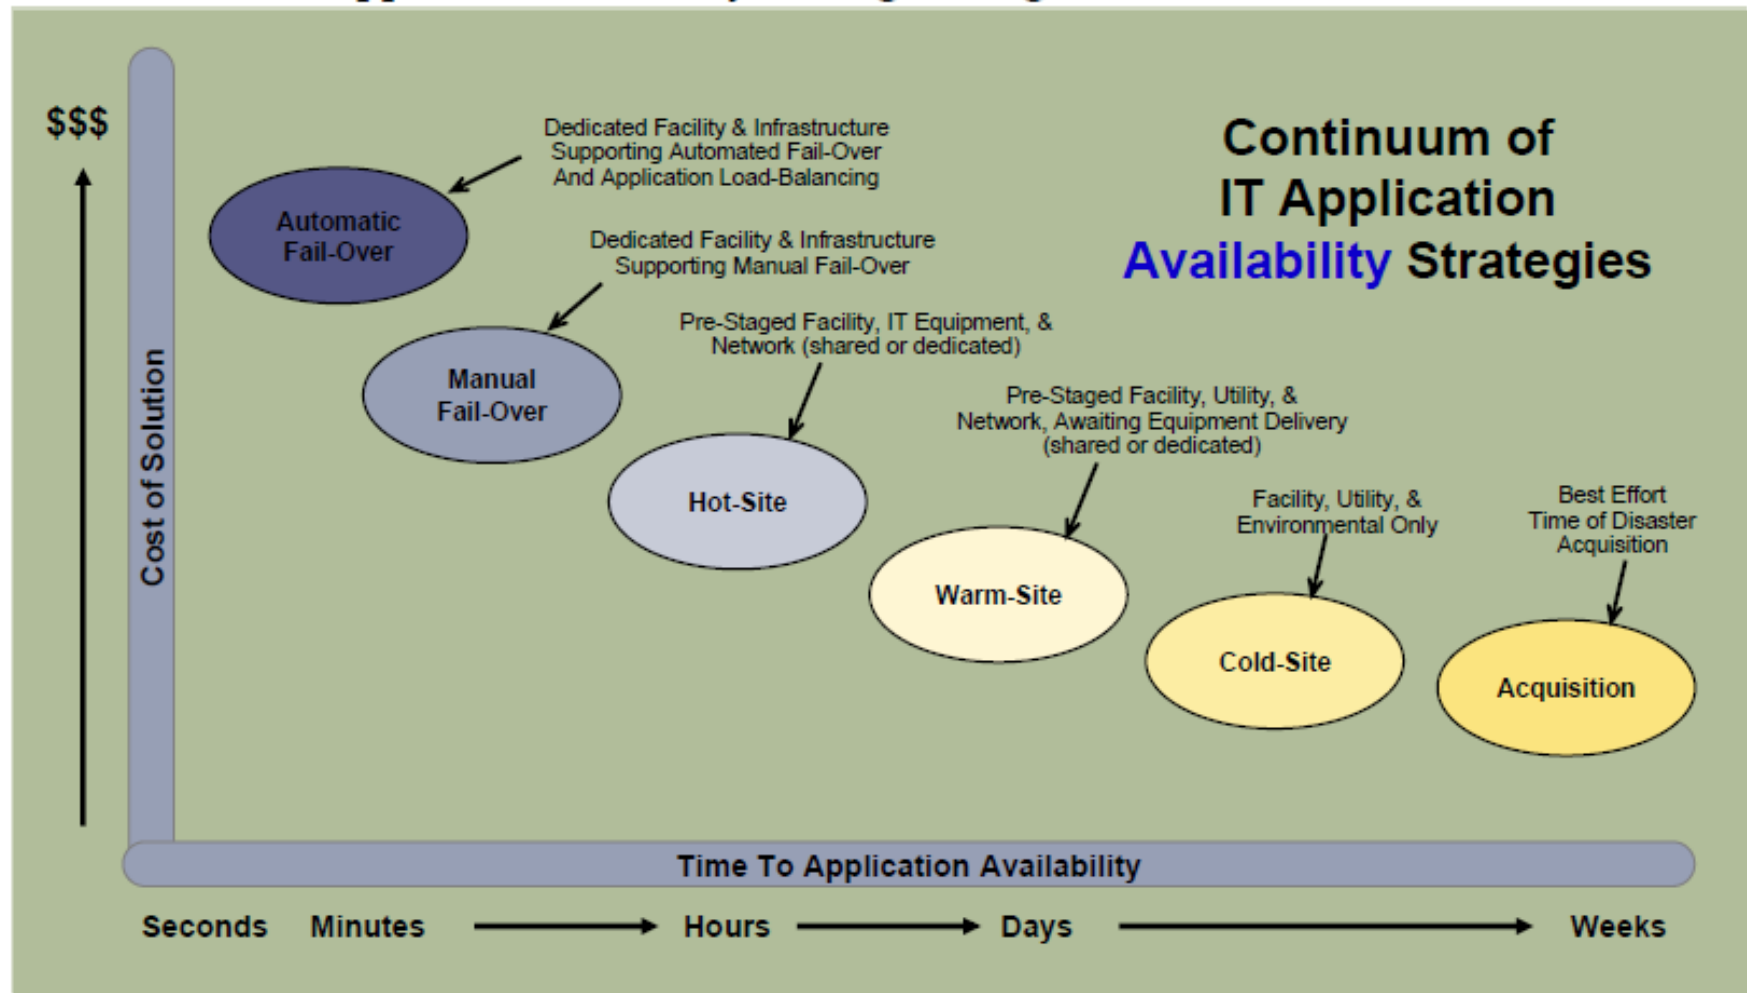 $$$
Cost of Solution
Continuum of
IT Application
Availability Strategies
Dedicated Facility & Infrastructure
Supporting Automated Fail-Over
And Application Load-Balancing
Automatic
Fail-Over
Dedicated Facility & Infrastructure
Supporting Manual Fail-Over
Manual
Fail-Over
Pre-Staged Facility, IT Equipment, &
Network (shared or dedicated)
Hot-Site
Pre-Staged Facility, Utility, &
Network, Awaiting Equipment Delivery
(shared or dedicated)
Warm-Site
Facility, Utility, &
Environmental Only
Cold-Site
Best Effort
Time of Disaster
Acquisition
Acquisition
Time To Application Availability
Seconds Minutes Hours Days Weeks